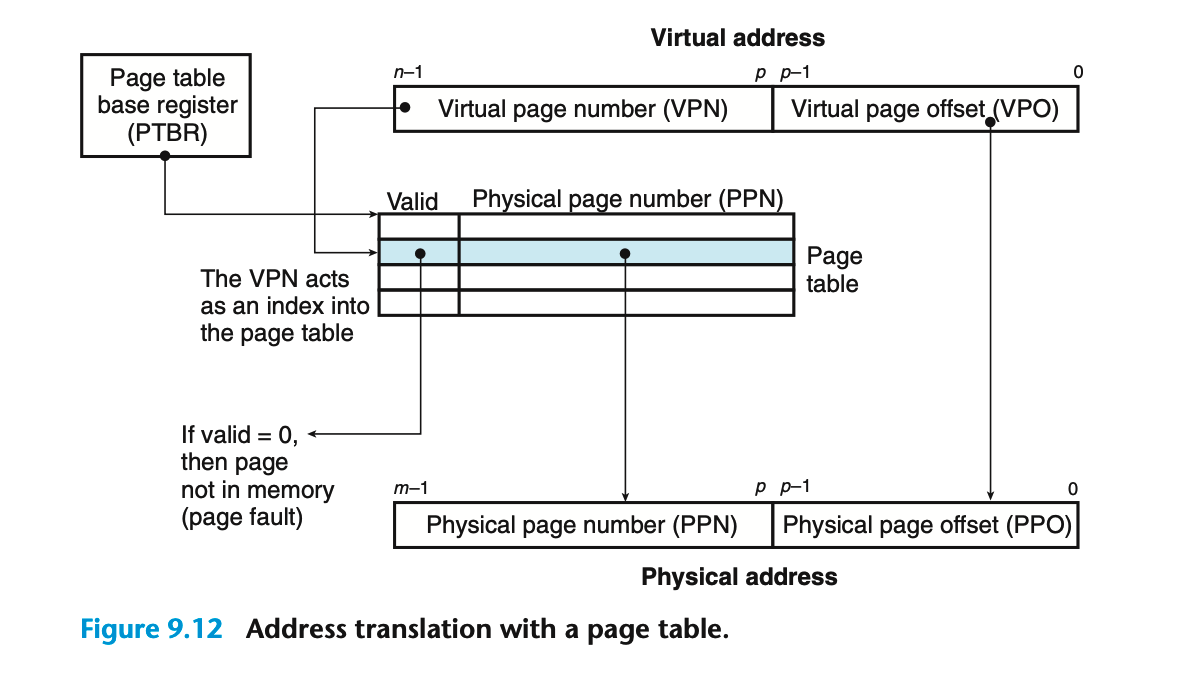 Virtual address
Page table
base register
(PTBR)
n–1
p p–1
0
Virtual page number (VPN)
Virtual page offset (VPO)
Valid
Physical page number (PPN)
Page
table
The VPN acts
as an index into
the page table
If valid = 0,
then page
not in memory
(page fault)
m–1
p p–1
0
Physical page number (PPN)
Physical page offset (PPO)
Physical address
Figure 9.12 Address translation with a page table.